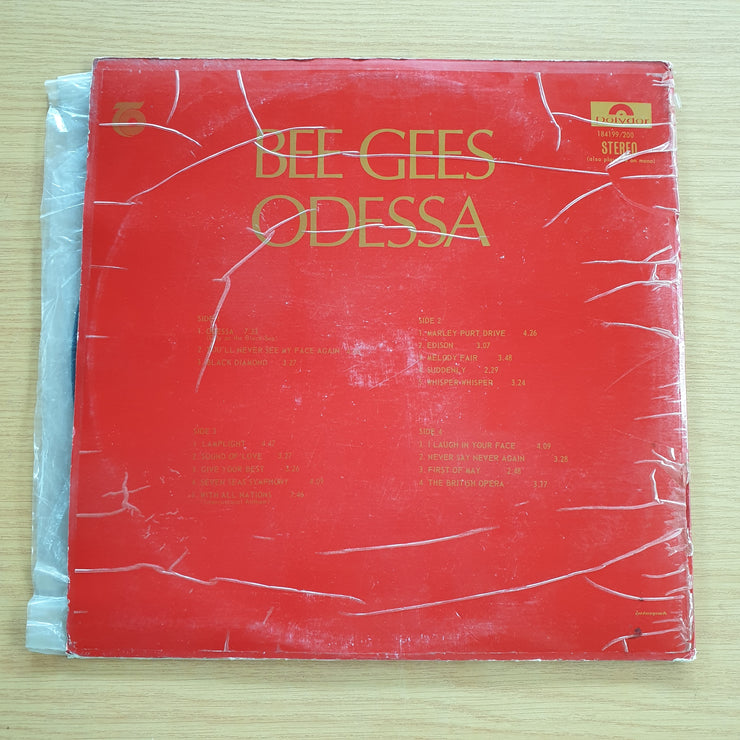 polydor
184199/200
STEREO
(also playable on mono)
BEE GEES
ODESSA
SIDE
1. ODESSA 7.33
2. YOU'LL NEVER SEE MY FACE AGAIN
3. BLACK DIAMOND 3.27
SIDE 2
1. MARLEY PURT DRIVE 4.26
2. EDISON 3.07
3. MELODY FAIR 3.48
4. SUDDENLY 2.29
5. WHISPER WHISPER 3.24
SIDE 3
1. LAMPLIGHT 4.47
2. SOUND OF LOVE 3.27
3. GIVE YOUR BEST 3.26
4. SEVEN SEAS SYMPHONY 4.09
5. WITH ALL NATIONS 1.46
SIDE 4
1. I LAUGH IN YOUR FACE 4.09
2. NEVER SAY NEVER AGAIN 3.28
3. FIRST OF MAY 2.48
4. THE BRITISH OPERA 3.17